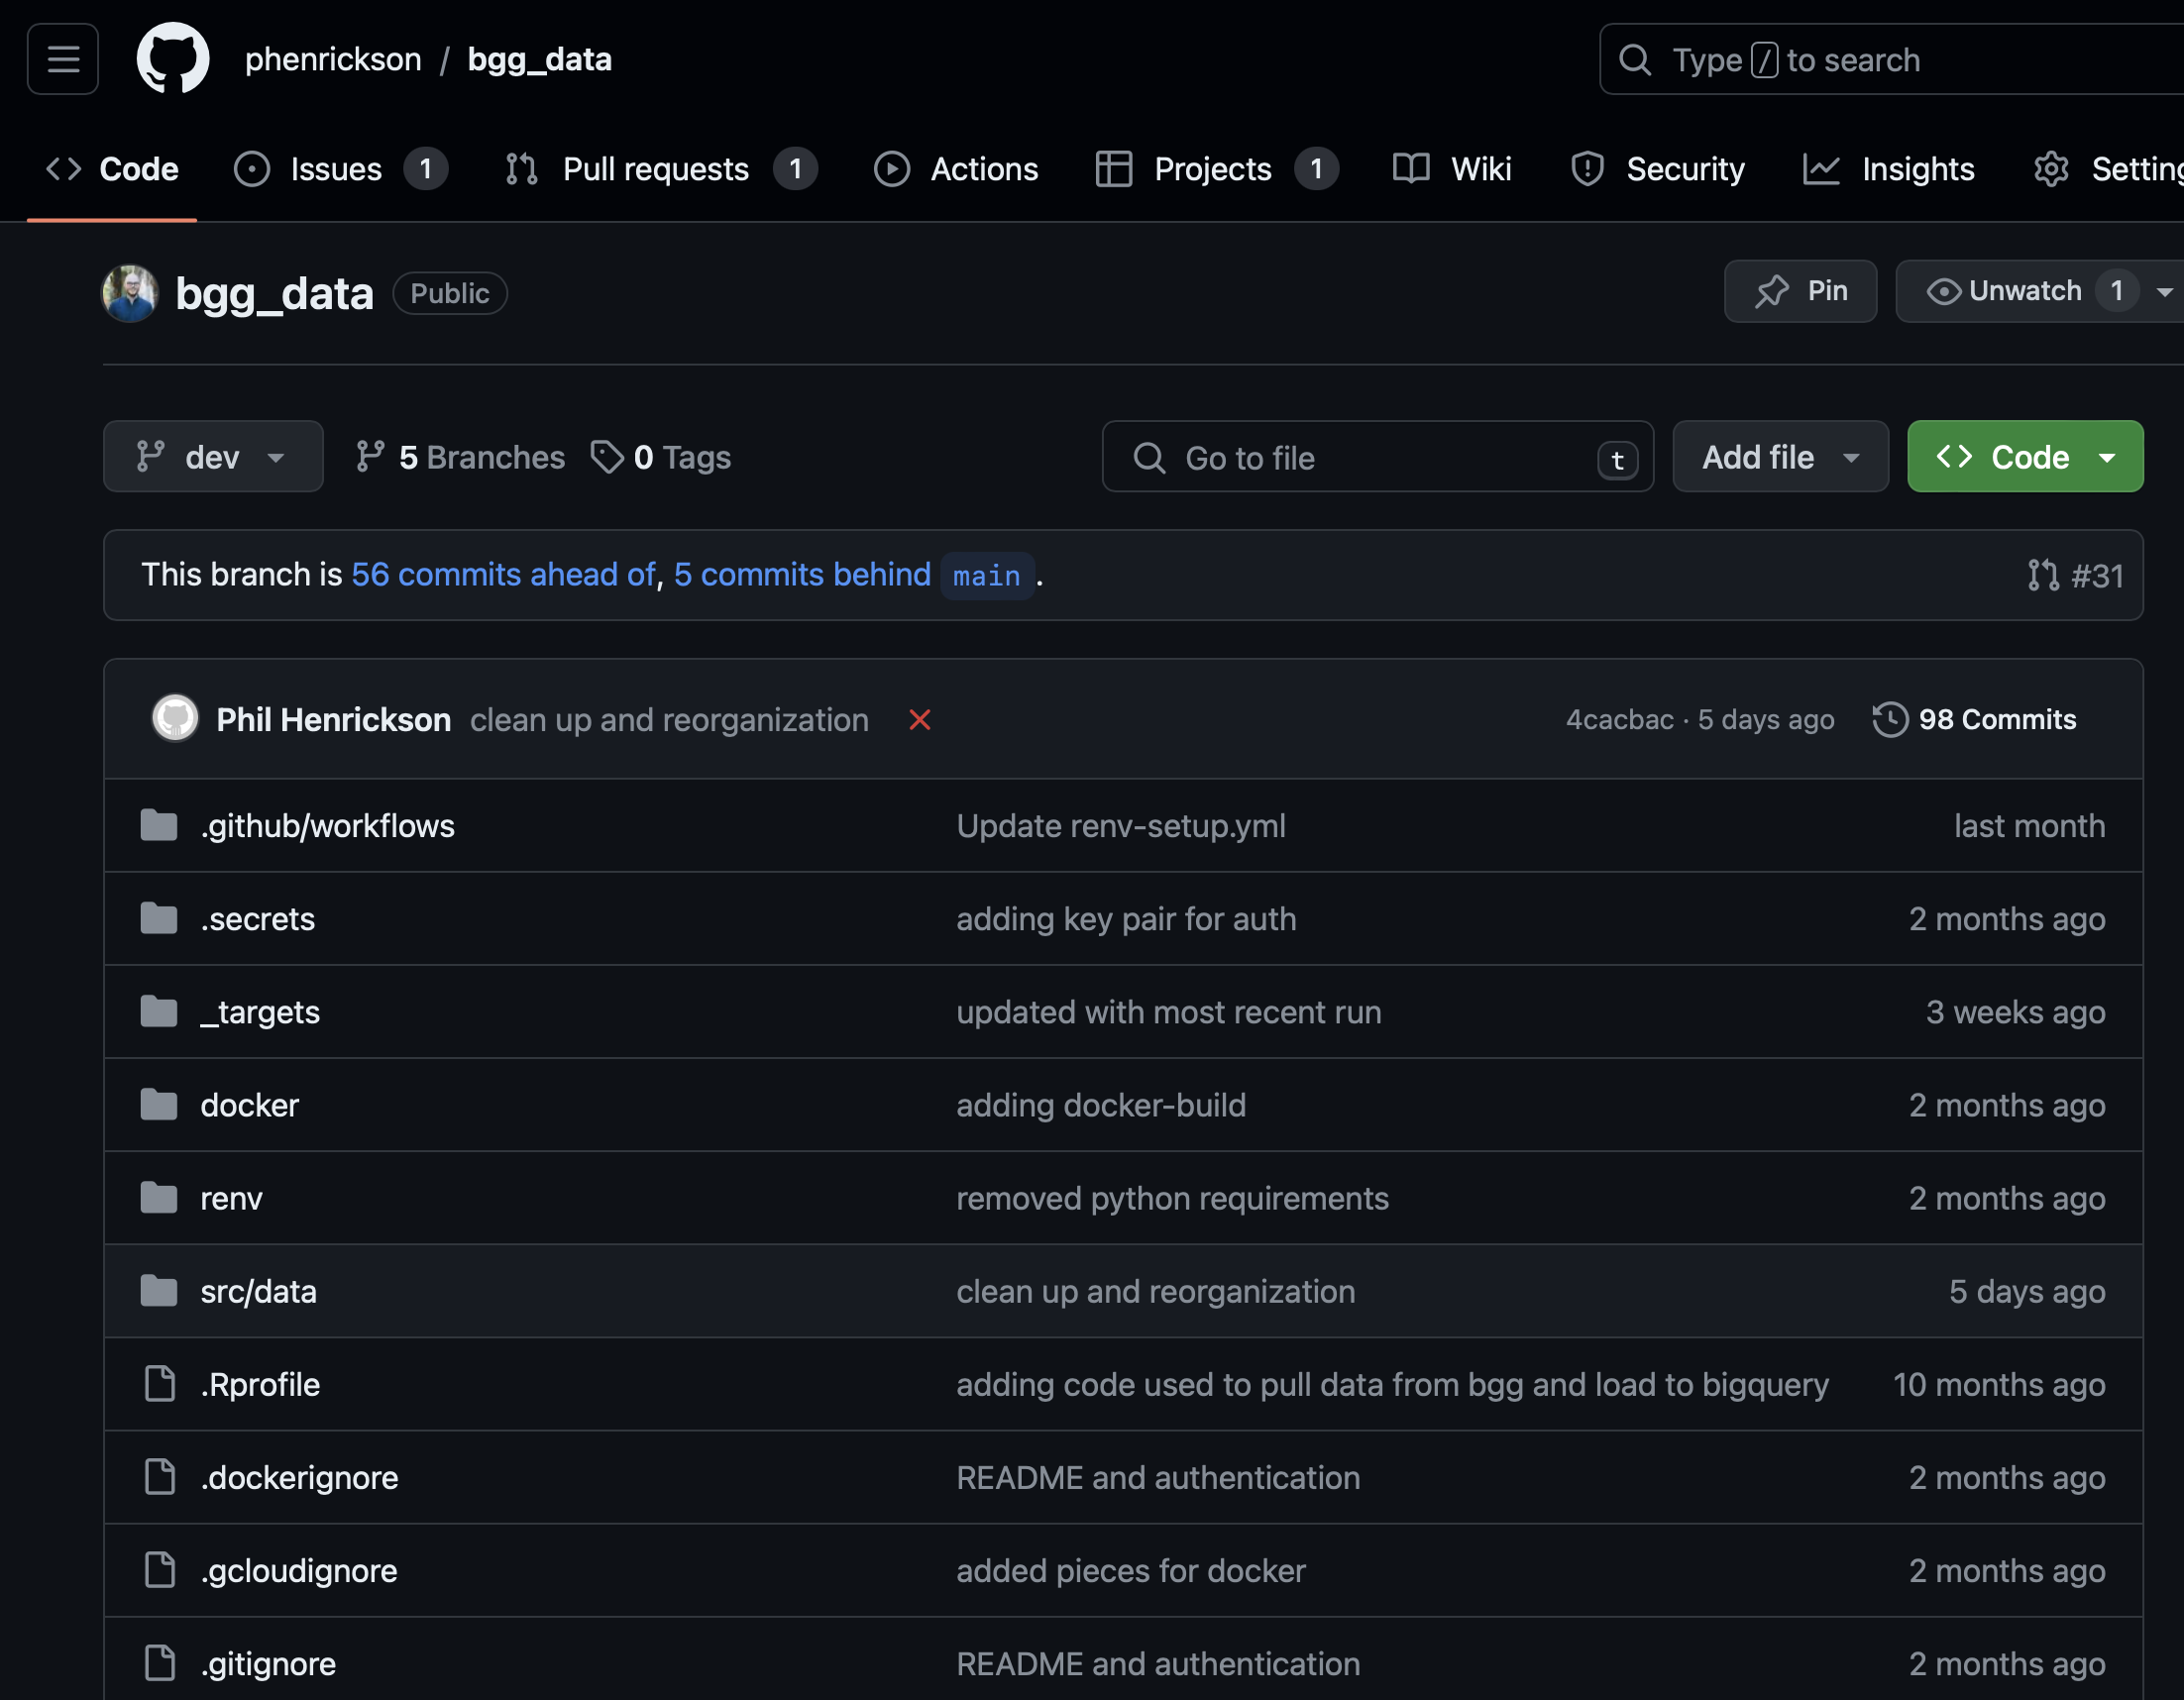 phenrickson / bgg_data
Type / to search
Code Issues 1 Pull requests 1 Actions Projects 1 Wiki Security Insights Setting
bgg_data Public Pin Unwatch 1
dev 5 Branches 0 Tags Go to file t Add file Code
This branch is 56 commits ahead of, 5 commits behind main . #31
Phil Henrickson clean up and reorganization 4cacbac · 5 days ago 98 Commits
.github/workflows Update renv-setup.yml last month
.secrets adding key pair for auth 2 months ago
_targets updated with most recent run 3 weeks ago
docker adding docker-build 2 months ago
renv removed python requirements 2 months ago
src/data clean up and reorganization 5 days ago
.Rprofile adding code used to pull data from bgg and load to bigquery 10 months ago
.dockerignore README and authentication 2 months ago
.gcloudignore added pieces for docker 2 months ago
.gitignore README and authentication 2 months ago